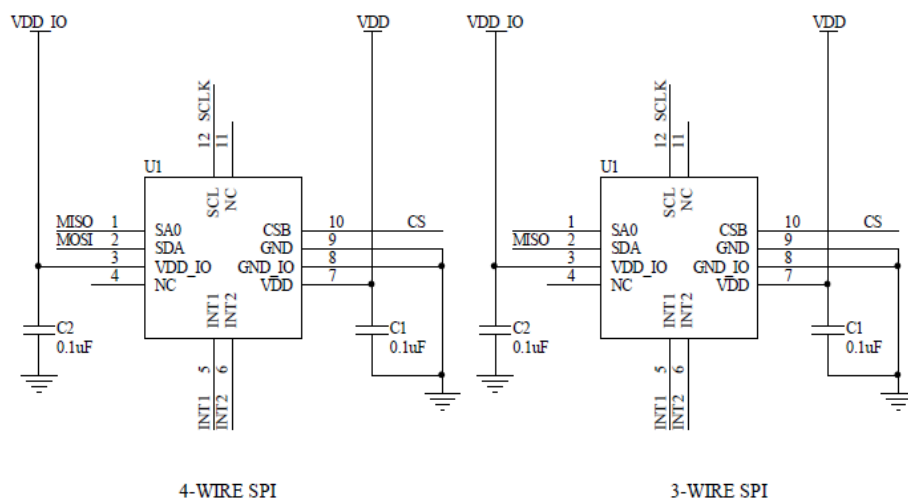 VDD_IO VDD VDD_IO VDD
SCLK SCLK
12 11 12 11
U1 U1
SCL NC SCL NC
MISO 1 SA0 CSB 10 CS 1 SA0 CSB 10 CS
MOSI 2 SDA GND 9 MISO 2 SDA GND 9
3 VDD_IO GND_IO 8 3 VDD_IO GND_IO 8
4 NC VDD 7 4 NC VDD 7
INT1 INT2 INT1 INT2
C2 C1 C2 C1
0.1uF 0.1uF 0.1uF 0.1uF
5 6 5 6
INT1 INT2 INT1 INT2
4-WIRE SPI 3-WIRE SPI